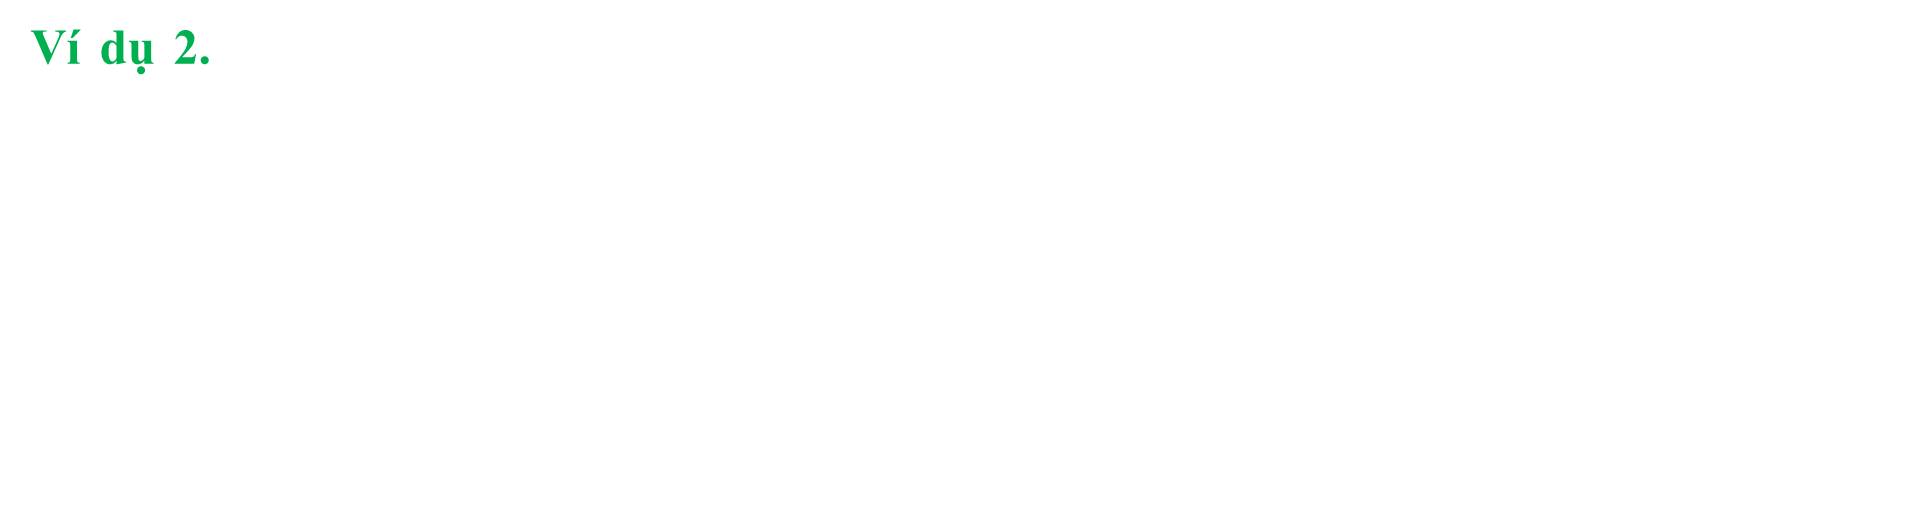 Ví dụ 2.